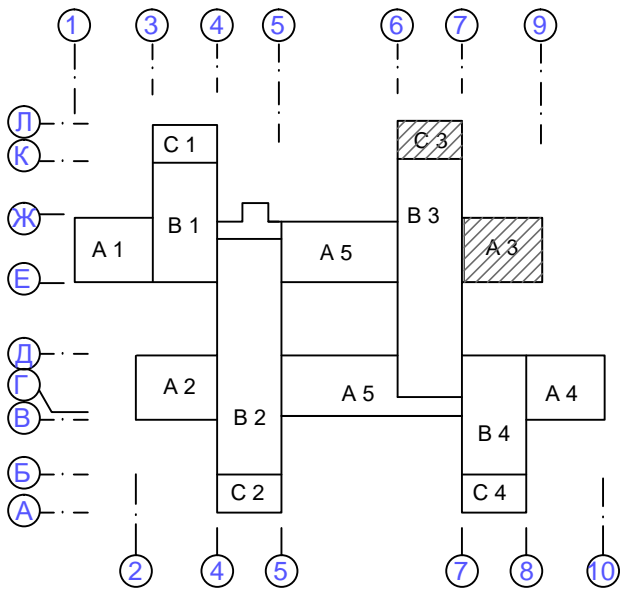 1 3 4 5 6 7 9
Л
С 1 С 3
К
Ж
В 1 В 3
А 1 А 5 А 3
Е
Д
Г
А 2 А 5 А 4
В
В 2 В 4
Б
С 2 С 4
А
2 4 5 7 8 10